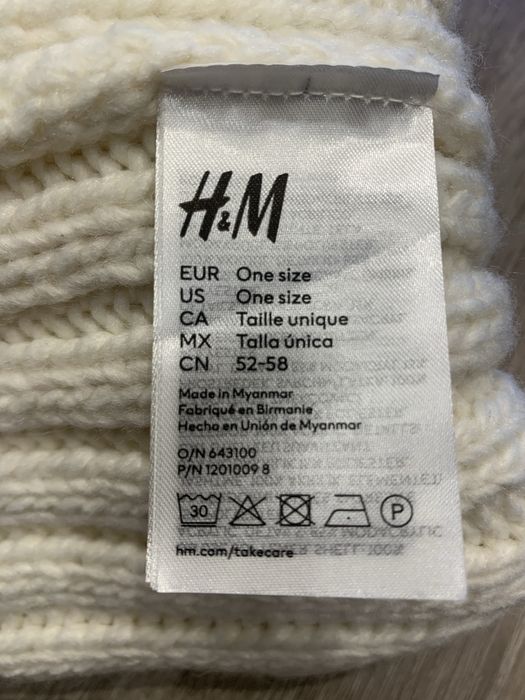 H&M
EUR One size
US One size
CA Taille unique
MX Talla única
CN 52-58
Made in Myanmar
Fabriqué en Birmanie
Hecho en Unión de Myanmar
O/N 643100
P/N 1201009 8
30
P
hm.com/takecare